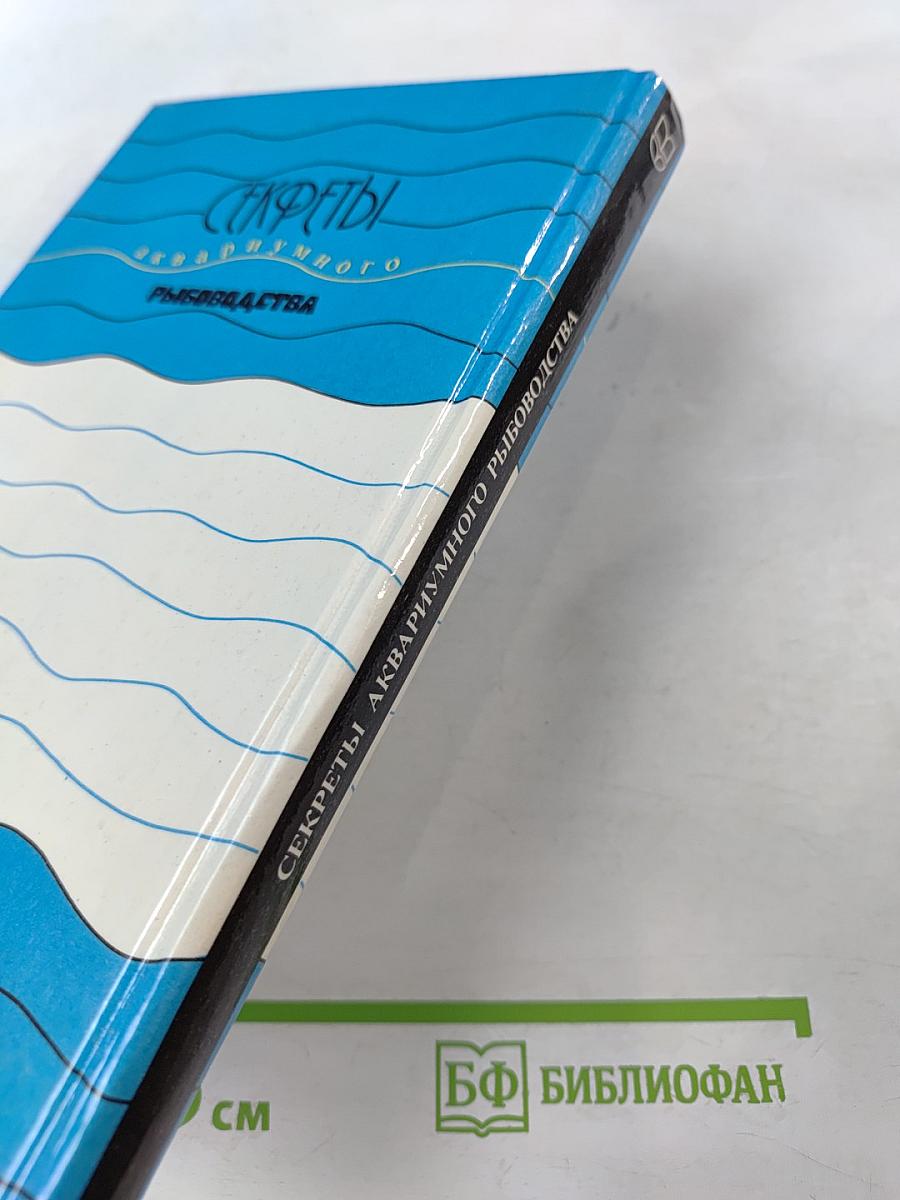 СЕКРЕТЫ
аквариумного
РЫБОВОДСТВА
СЕКРЕТЫ АКВАРИУМНОГО РЫБОВОДСТВА
см
БФ БИБЛИОФАН